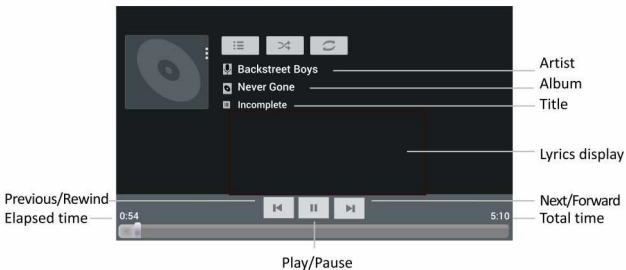 Backstreet Boys
Artist
Never Gone
Album
Incomplete
Title
Lyrics display
Previous/Rewind
Next/Forward
Elapsed time
0:54
5:10
Total time
Play/Pause